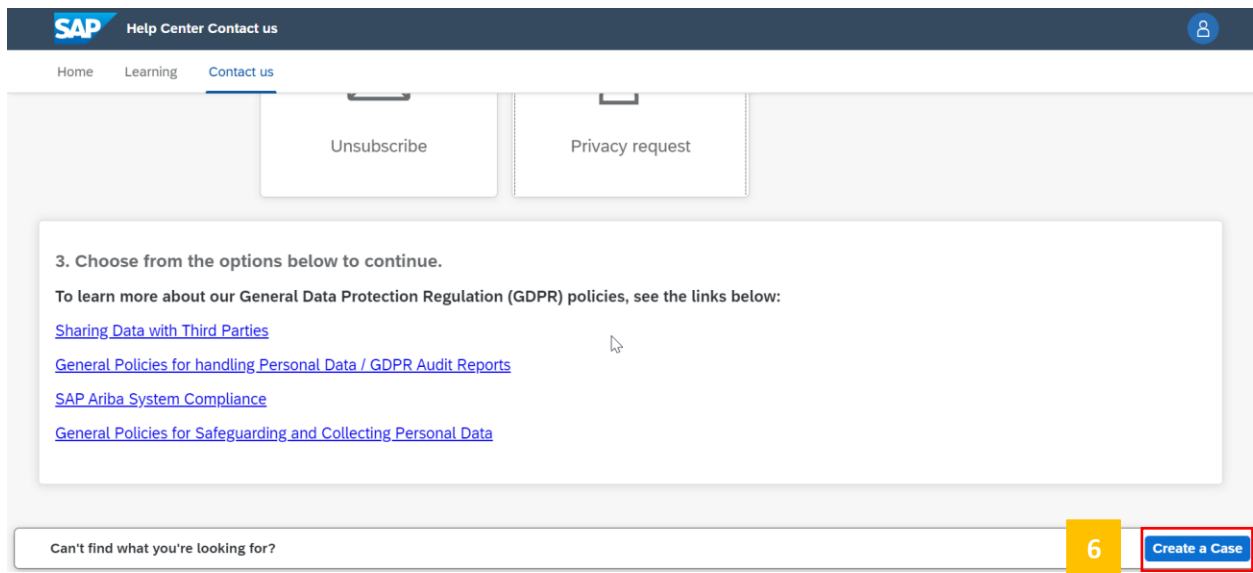 SAP Help Center Contact us
Home Learning Contact us
Unsubscribe Privacy request
3. Choose from the options below to continue.
To learn more about our General Data Protection Regulation (GDPR) policies, see the links below:
Sharing Data with Third Parties
General Policies for handling Personal Data / GDPR Audit Reports
SAP Ariba System Compliance
General Policies for Safeguarding and Collecting Personal Data
Can't find what you're looking for? 6 Create a Case